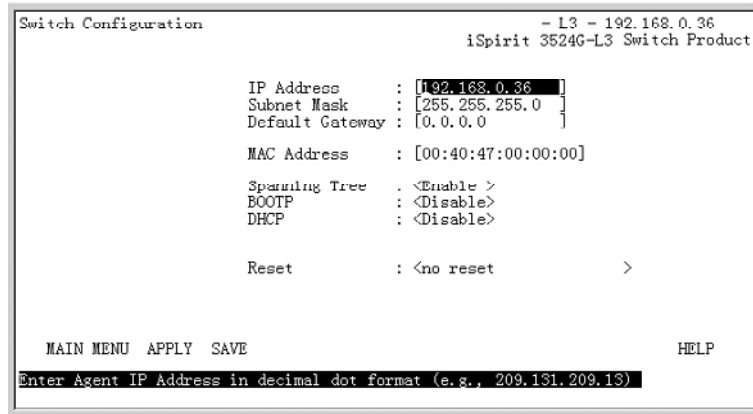 Switch Configuration - L3 - 192.168.0.36
iSpirit 3524G-L3 Switch Product
IP Address : [192.168.0.36 ]
Subnet Mask : [255.255.255.0 ]
Default Gateway : [0.0.0.0 ]
MAC Address : [00:40:47:00:00:00]
Spanning Tree : <Enable >
BOOTP : <Disable>
DHCP : <Disable>
Reset : <no reset >
MAIN MENU APPLY SAVE HELP
Enter Agent IP Address in decimal dot format (e.g., 209.131.209.13)